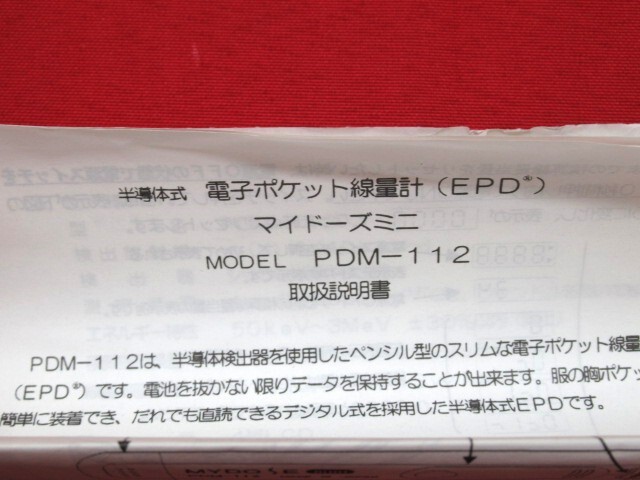 半導体式 電子ポケット線量計(EPD®)
マイドーズミニ
MODEL PDM-112
取扱説明書
PDM-112は、半導体検出器を使用したペンシル型のスリムな電子ポケット線量
(EPD®)です。電池を抜かない限りデータを保持することが出来ます。服の胸ポケッ
簡単に装着でき、だれでも直読できるデジタル式を採用した半導体式EPDです。
MYDOSE